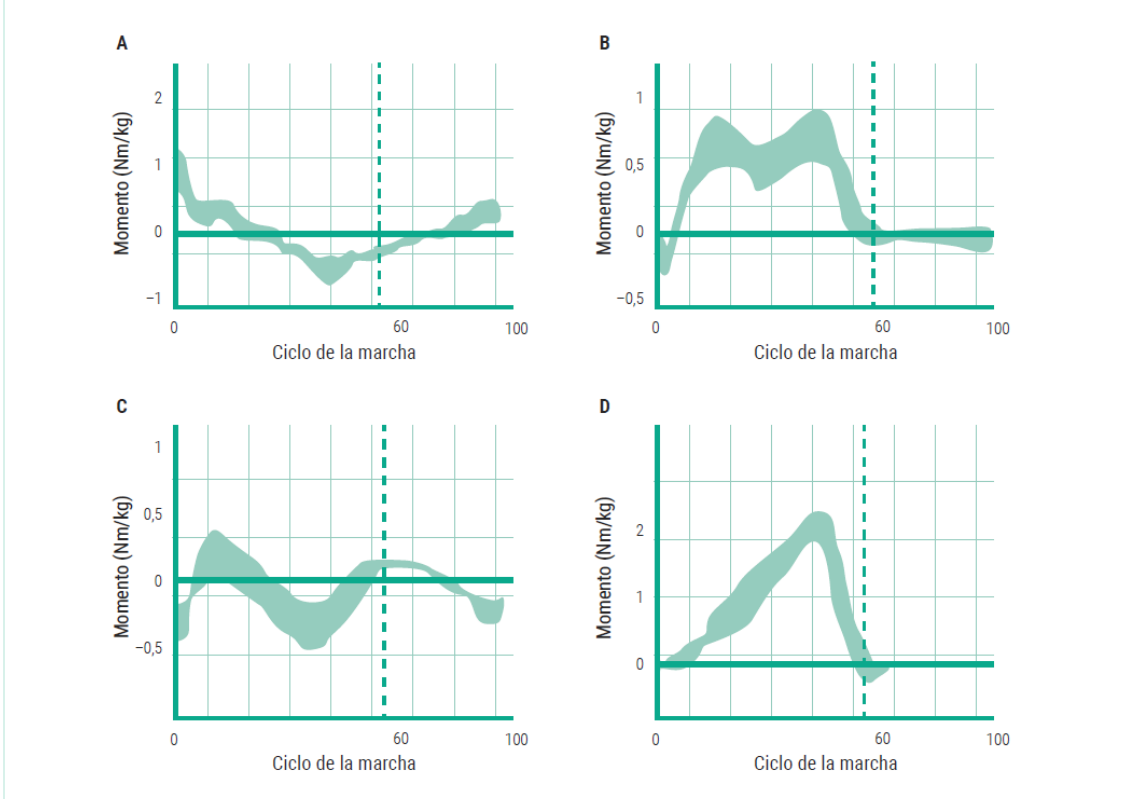 A
Momento (Nm/kg)
2
1
0
−1
0
60
100
Ciclo de la marcha
B
Momento (Nm/kg)
1
0,5
0
−0,5
0
60
100
Ciclo de la marcha
C
Momento (Nm/kg)
1
0,5
0
−0,5
0
60
100
Ciclo de la marcha
D
Momento (Nm/kg)
2
1
0
0
60
100
Ciclo de la marcha